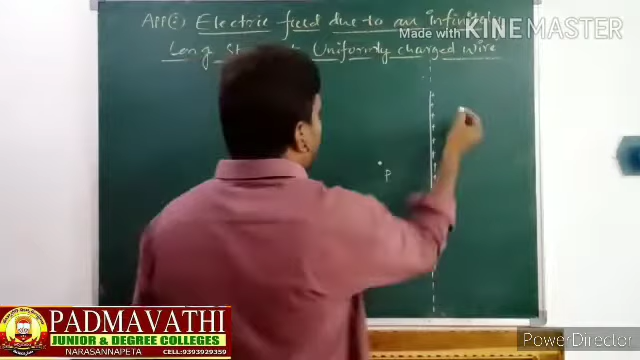 App(i) Electric field due to an infinitely
Long Uniformly charged wire
Made with KINEMASTER
P
PADMAVATHI
JUNIOR & DEGREE COLLEGES
NARASANNAPETA CELL:9393929359
PowerDirector